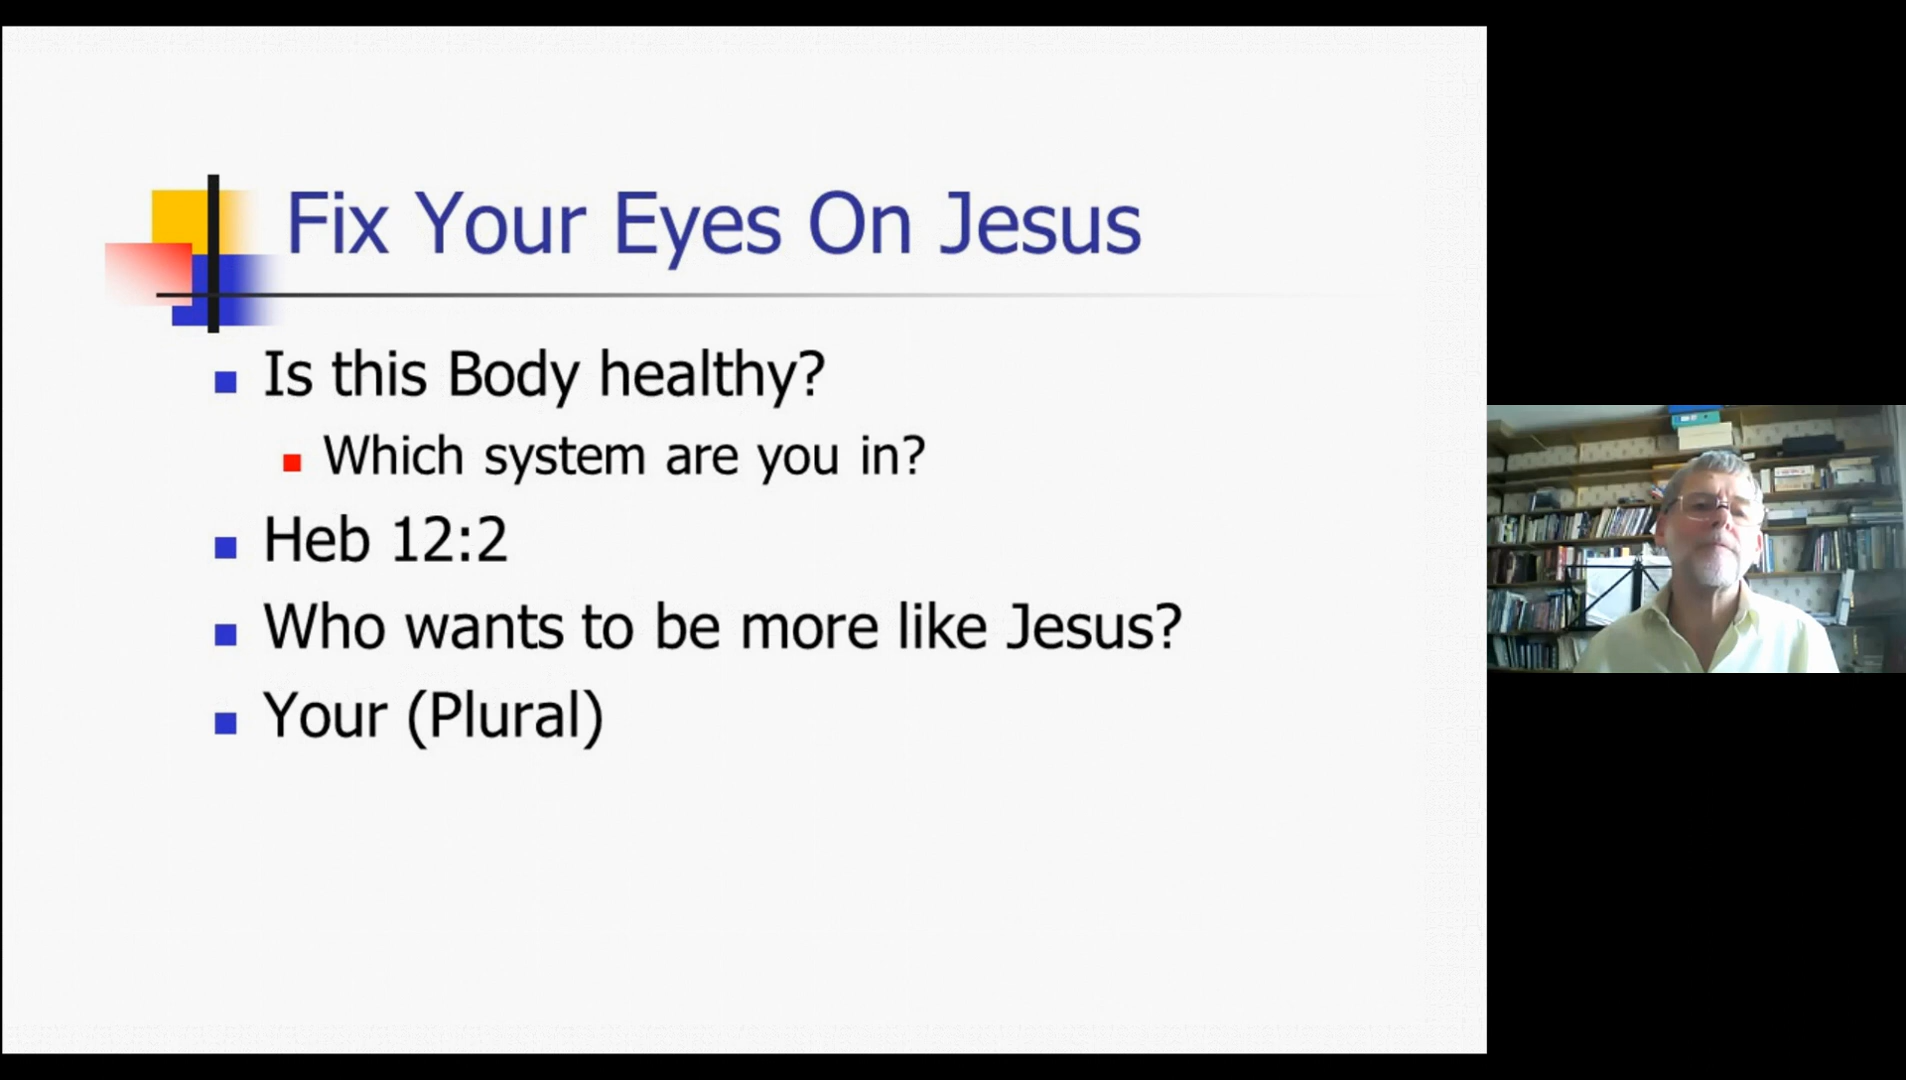 Fix Your Eyes On Jesus
Is this Body healthy?
Which system are you in?
Heb 12:2
Who wants to be more like Jesus?
Your (Plural)